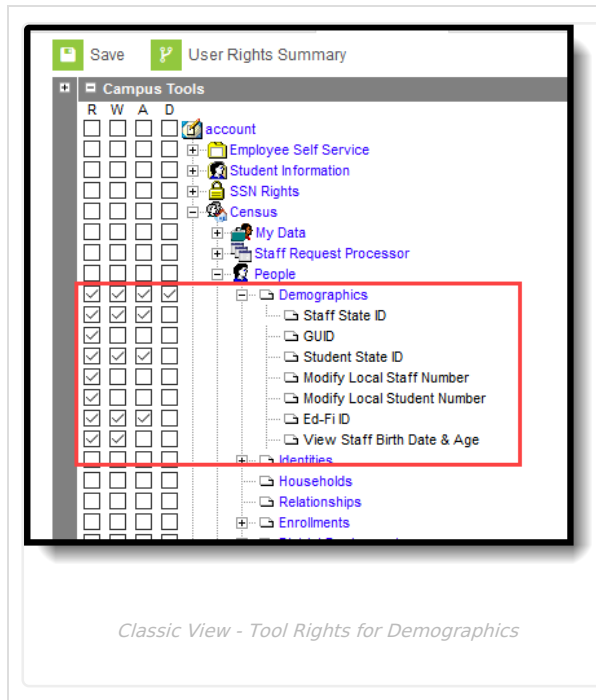 Save User Rights Summary
Campus Tools
R W A D
account
Employee Self Service
Student Information
SSN Rights
Census
My Data
Staff Request Processor
People
Demographics
Staff State ID
GUID
Student State ID
Modify Local Staff Number
Modify Local Student Number
Ed-Fi ID
View Staff Birth Date & Age
Identities
Households
Relationships
Enrollments
Classic View - Tool Rights for Demographics